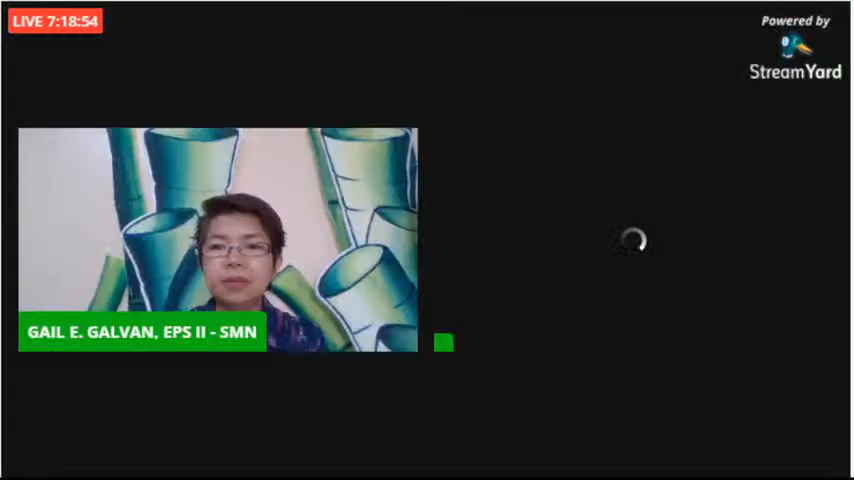 LIVE 7:18:54
Powered by
StreamYard
GAIL E. GALVAN, EPS II - SMN